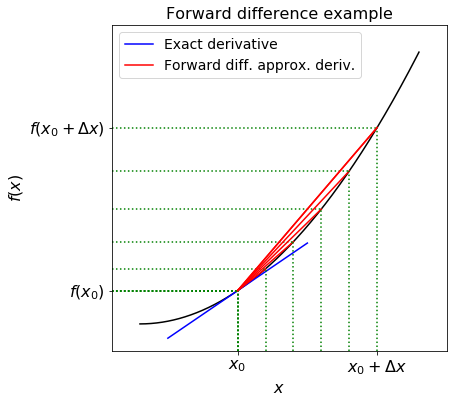 Forward difference example
Exact derivative
Forward diff. approx. deriv.
f(x₀ + Δx)
f(x)
f(x₀)
x₀
x₀ + Δx
x